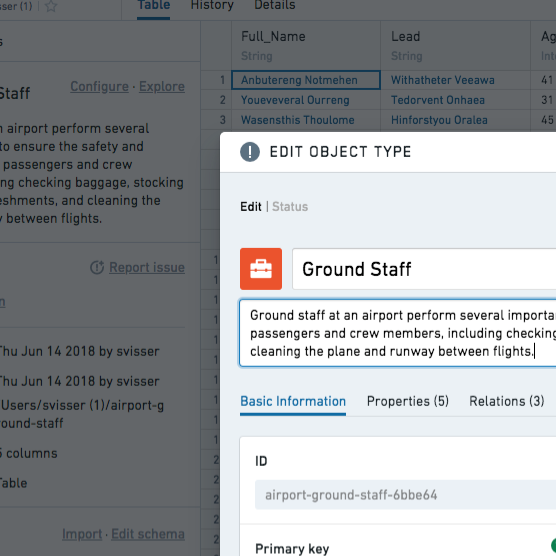 ser (1)
Table History Details
Full_Name Lead Ag
String String Int
1 Anbutereng Notmehen Withatheter Veeawa 41
2 Youeveveral Ourreng Tedorvent Onhaea 31
3 Wasensthis Thoulome Hinforstyou Oralea 45
s
Staff Configure · Explore
n airport perform several
to ensure the safety and
passengers and crew
ng checking baggage, stocking
eshments, and cleaning the
y between flights.
Report issue
n
Thu Jun 14 2018 by svisser
Thu Jun 14 2018 by svisser
Users/svisser (1)/airport-g
round-staff
5 columns
Table
Import · Edit schema
EDIT OBJECT TYPE
Edit | Status
Ground Staff
Ground staff at an airport perform several importa
passengers and crew members, including checking
cleaning the plane and runway between flights.
Basic Information Properties (5) Relations (3)
ID
airport-ground-staff-6bbe64
Primary key